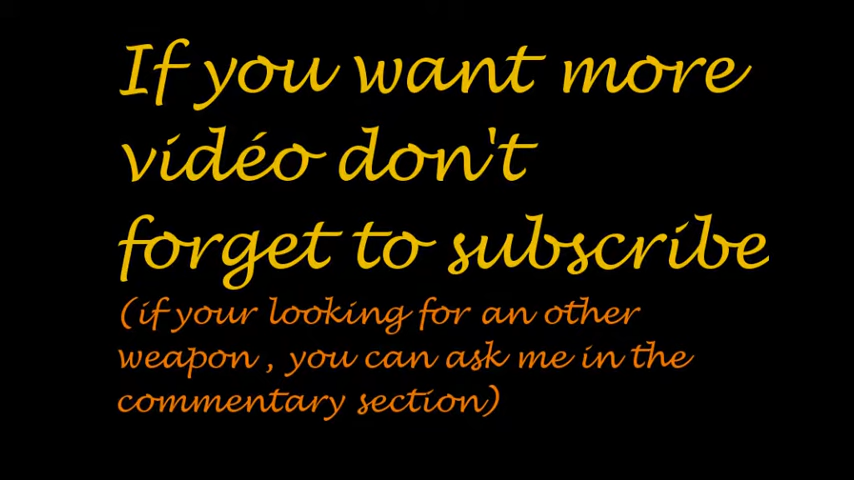 If you want more
vidéo don't
forget to subscribe
(if your looking for an other
weapon , you can ask me in the
commentary section)